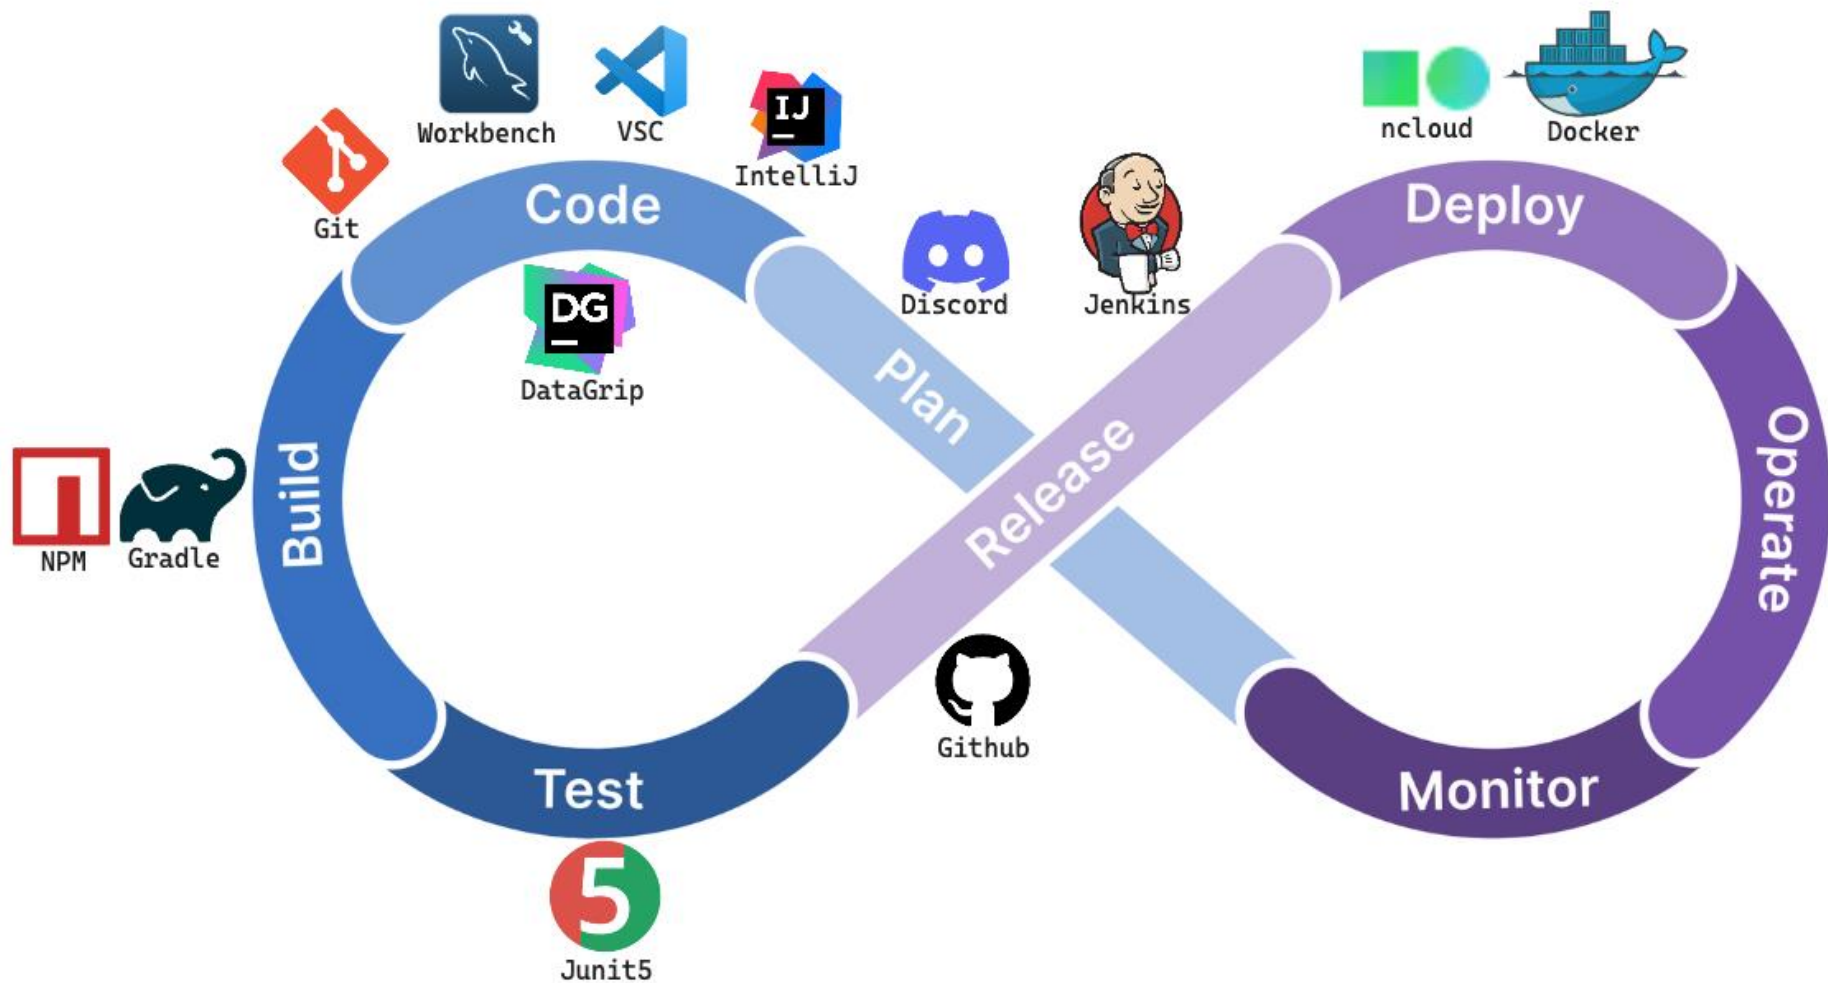 Workbench
VSC
IJ
IntelliJ
ncloud
Docker
Git
Code
Deploy
DG
DataGrip
Discord
Jenkins
Plan
Release
Operate
Build
NPM
Gradle
Github
Test
Monitor
5
Junit5